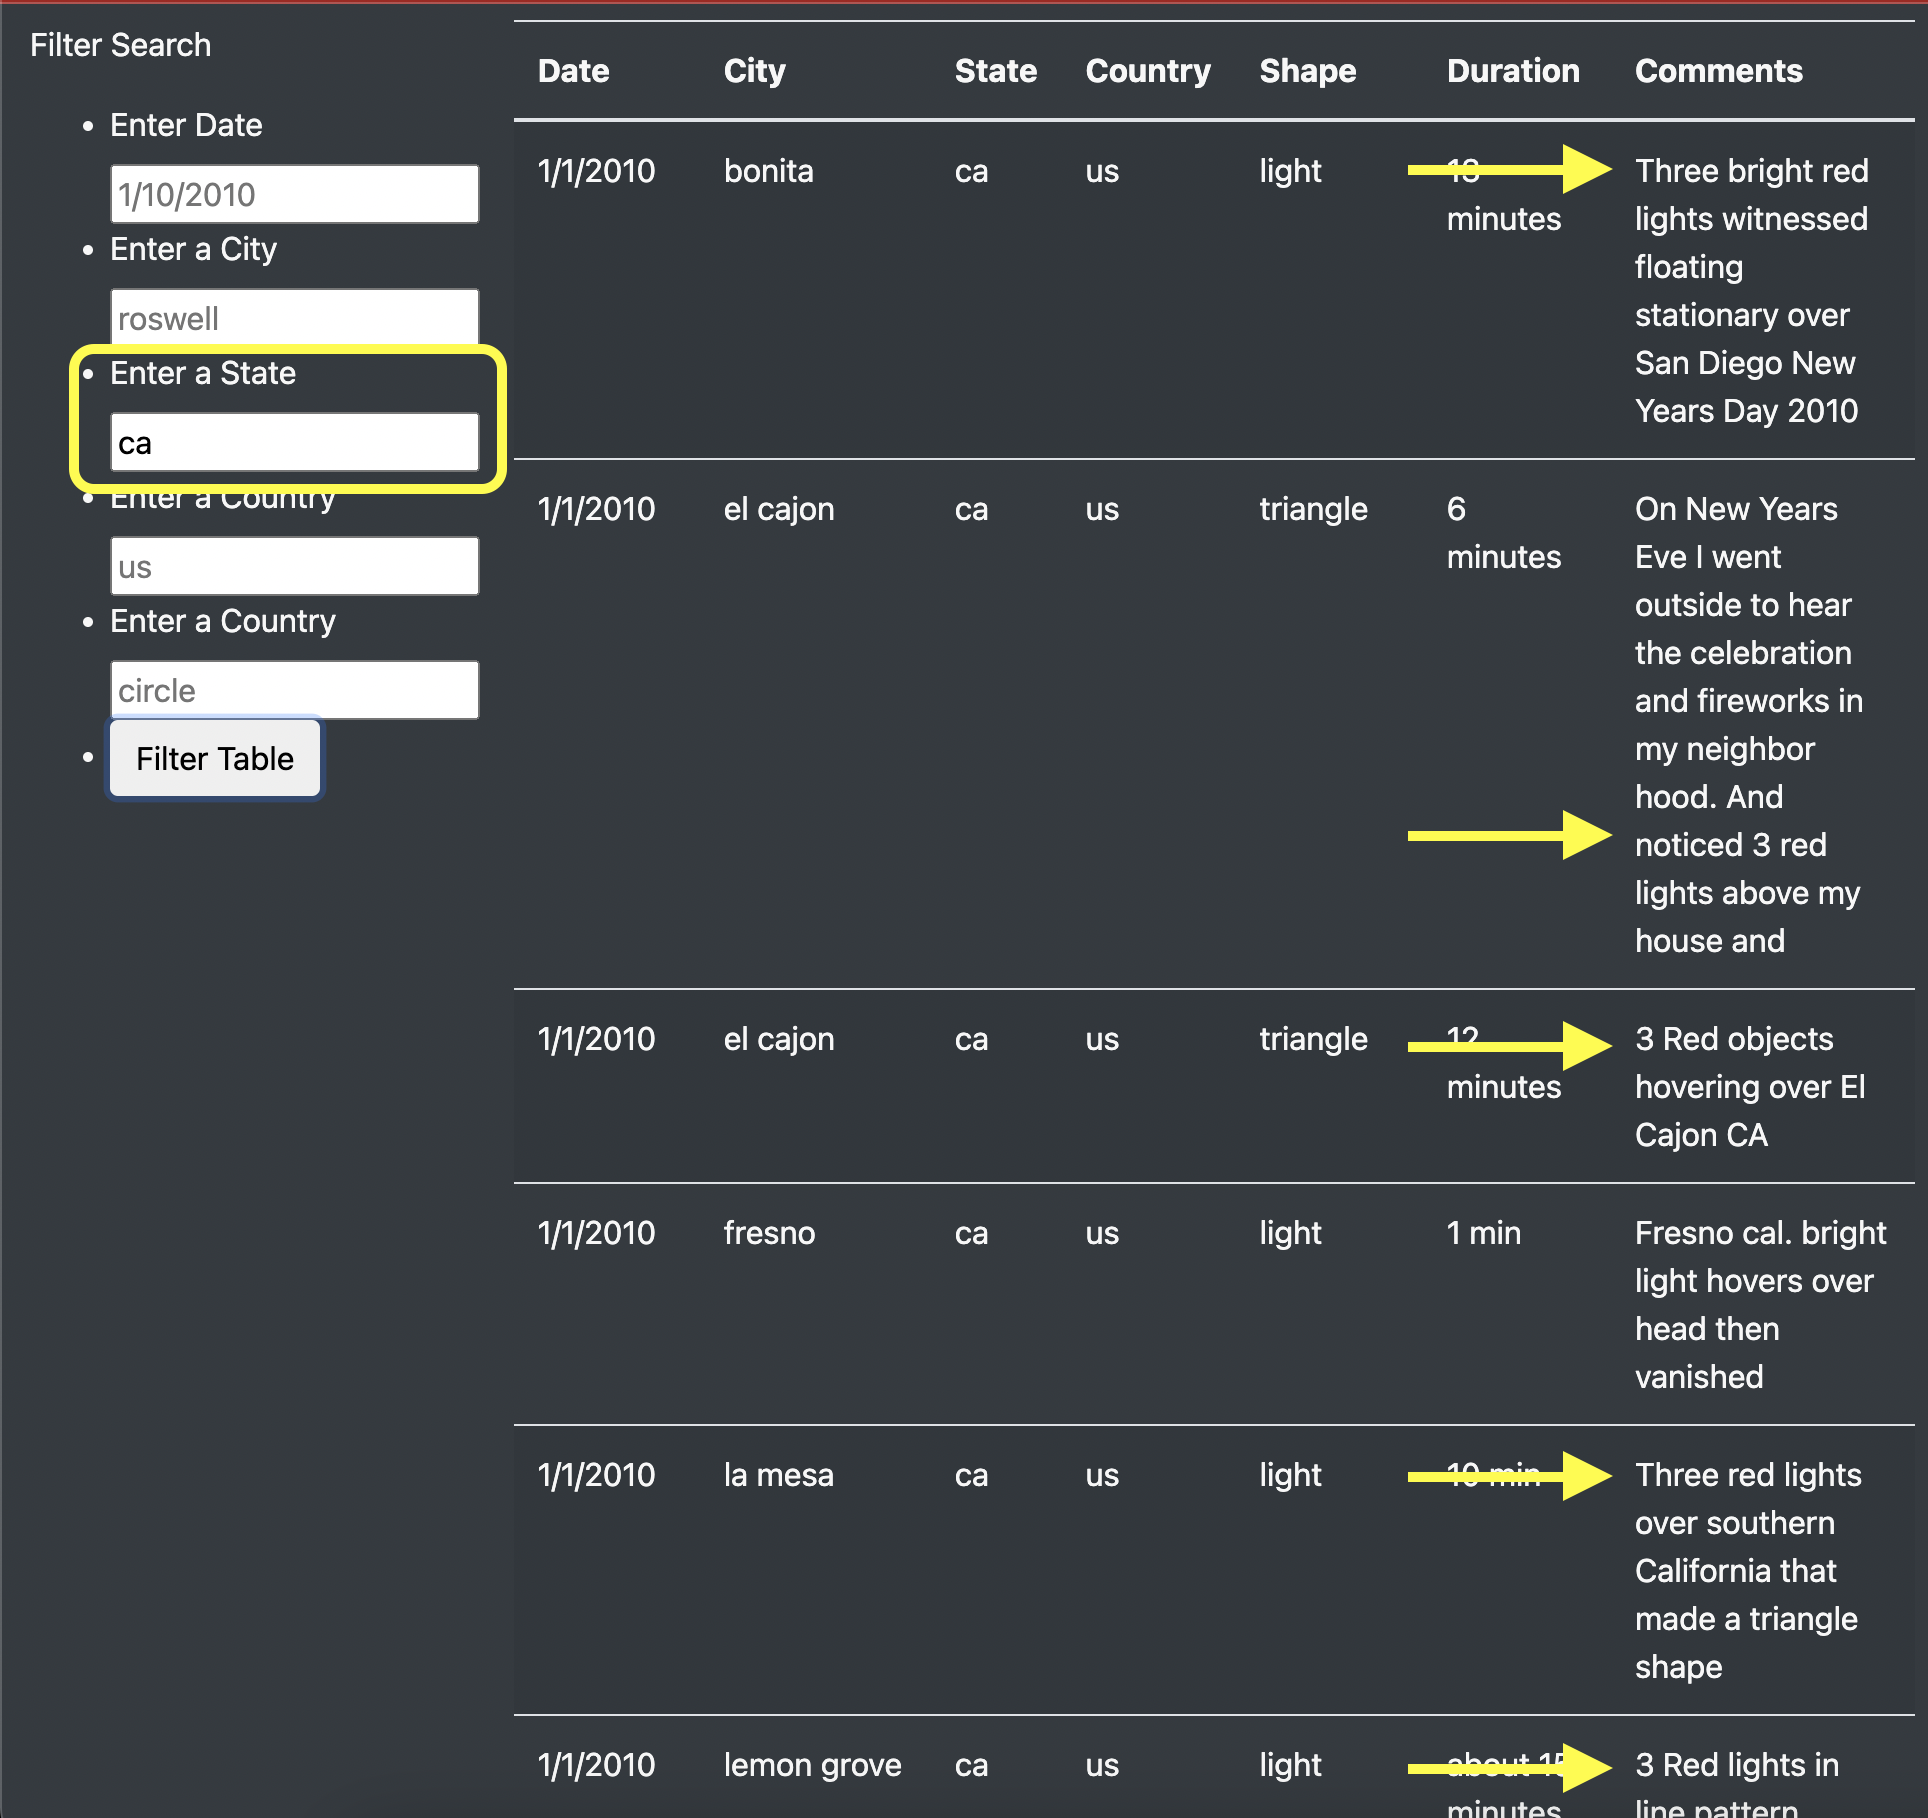 Filter Search
Enter Date
1/10/2010
Enter a City
roswell
Enter a State
ca
Enter a Country
us
Enter a Country
circle
Filter Table
Date City State Country Shape Duration Comments
1/1/2010 bonita ca us light 13 Three bright red
minutes lights witnessed
floating
stationary over
San Diego New
Years Day 2010
1/1/2010 el cajon ca us triangle 6 On New Years
minutes Eve I went
outside to hear
the celebration
and fireworks in
my neighbor
hood. And
noticed 3 red
lights above my
house and
1/1/2010 el cajon ca us triangle 12 3 Red objects
minutes hovering over El
Cajon CA
1/1/2010 fresno ca us light 1 min Fresno cal. bright
light hovers over
head then
vanished
1/1/2010 la mesa ca us light 10 min Three red lights
over southern
California that
made a triangle
shape
1/1/2010 lemon grove ca us light about 15 3 Red lights in
minutes line pattern